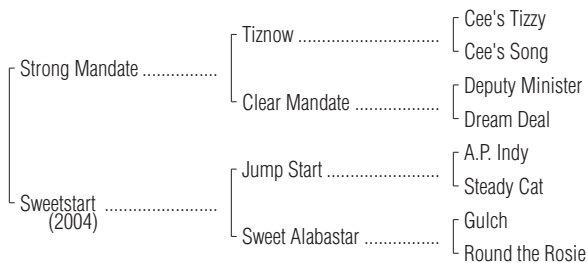 Cee's Tizzy
Tiznow
Cee's Song
Strong Mandate
Deputy Minister
Clear Mandate
Dream Deal
A.P. Indy
Jump Start
Steady Cat
Sweetstart
(2004)
Gulch
Sweet Alabastar
Round the Rosie